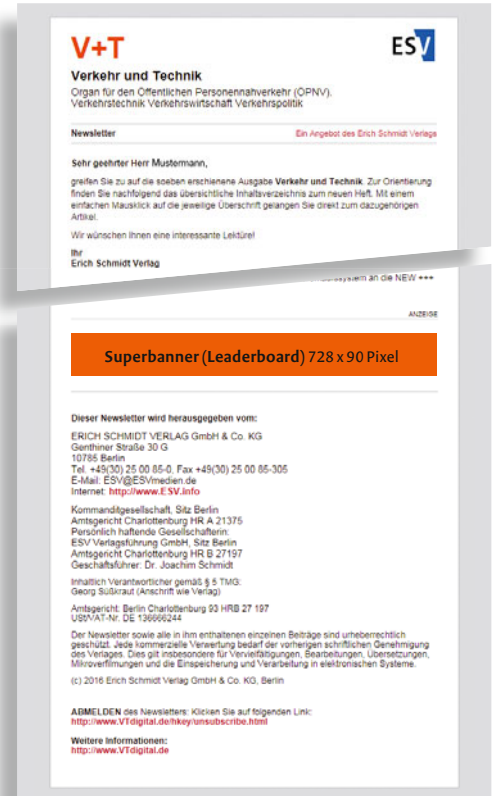 V+T
ESV
Verkehr und Technik
Organ für den Öffentlichen Personennahverkehr (ÖPNV).
Verkehrstechnik Verkehrswirtschaft Verkehrspolitik
Newsletter
Ein Angebot des Erich Schmidt Verlags
Sehr geehrter Herr Mustermann,
greifen Sie zu auf die soeben erschienene Ausgabe Verkehr und Technik. Zur Orientierung
finden Sie nachfolgend das übersichtliche Inhaltsverzeichnis zum neuen Heft. Mit einem
einfachen Mausklick auf die jeweilige Überschrift gelangen Sie direkt zum dazugehörigen
Artikel.
Wir wünschen Ihnen eine interessante Lektüre!
Ihr
Erich Schmidt Verlag
an die NEW +++
ANZEIGE
Superbanner (Leaderboard) 728 x 90 Pixel
Dieser Newsletter wird herausgegeben vom:
ERICH SCHMIDT VERLAG GmbH & Co. KG
Genthiner Straße 30 G
10785 Berlin
Tel. +49(30) 25 00 85-0, Fax +49(30) 25 00 85-305
E-Mail: ESV@ESVmedien.de
Internet: http://www.ESV.info
Kommanditgesellschaft, Sitz Berlin
Amtsgericht Charlottenburg HR A 21375
Persönlich haftende Gesellschafterin:
ESV Verlagsführung GmbH, Sitz Berlin
Amtsgericht Charlottenburg HR B 27197
Geschäftsführer: Dr. Joachim Schmidt
Inhaltlich Verantwortlicher gemäß § 5 TMG:
Georg Süßkraut (Anschrift wie Verlag)
Amtsgericht: Berlin Charlottenburg 93 HRB 27 197
USt/VAT-Nr. DE 136666244
Der Newsletter sowie alle in ihm enthaltenen einzelnen Beiträge sind urheberrechtlich
geschützt. Jede kommerzielle Verwertung bedarf der vorherigen schriftlichen Genehmigung
des Verlages. Dies gilt insbesondere für Vervielfältigungen, Bearbeitungen, Übersetzungen,
Mikroverfilmungen und die Einspeicherung und Verarbeitung in elektronischen Systeme.
(c) 2016 Erich Schmidt Verlag GmbH & Co. KG, Berlin
ABMELDEN des Newsletters: Klicken Sie auf folgenden Link:
http://www.VTdigital.de/hkey/unsubscribe.html
Weitere Informationen:
http://www.VTdigital.de